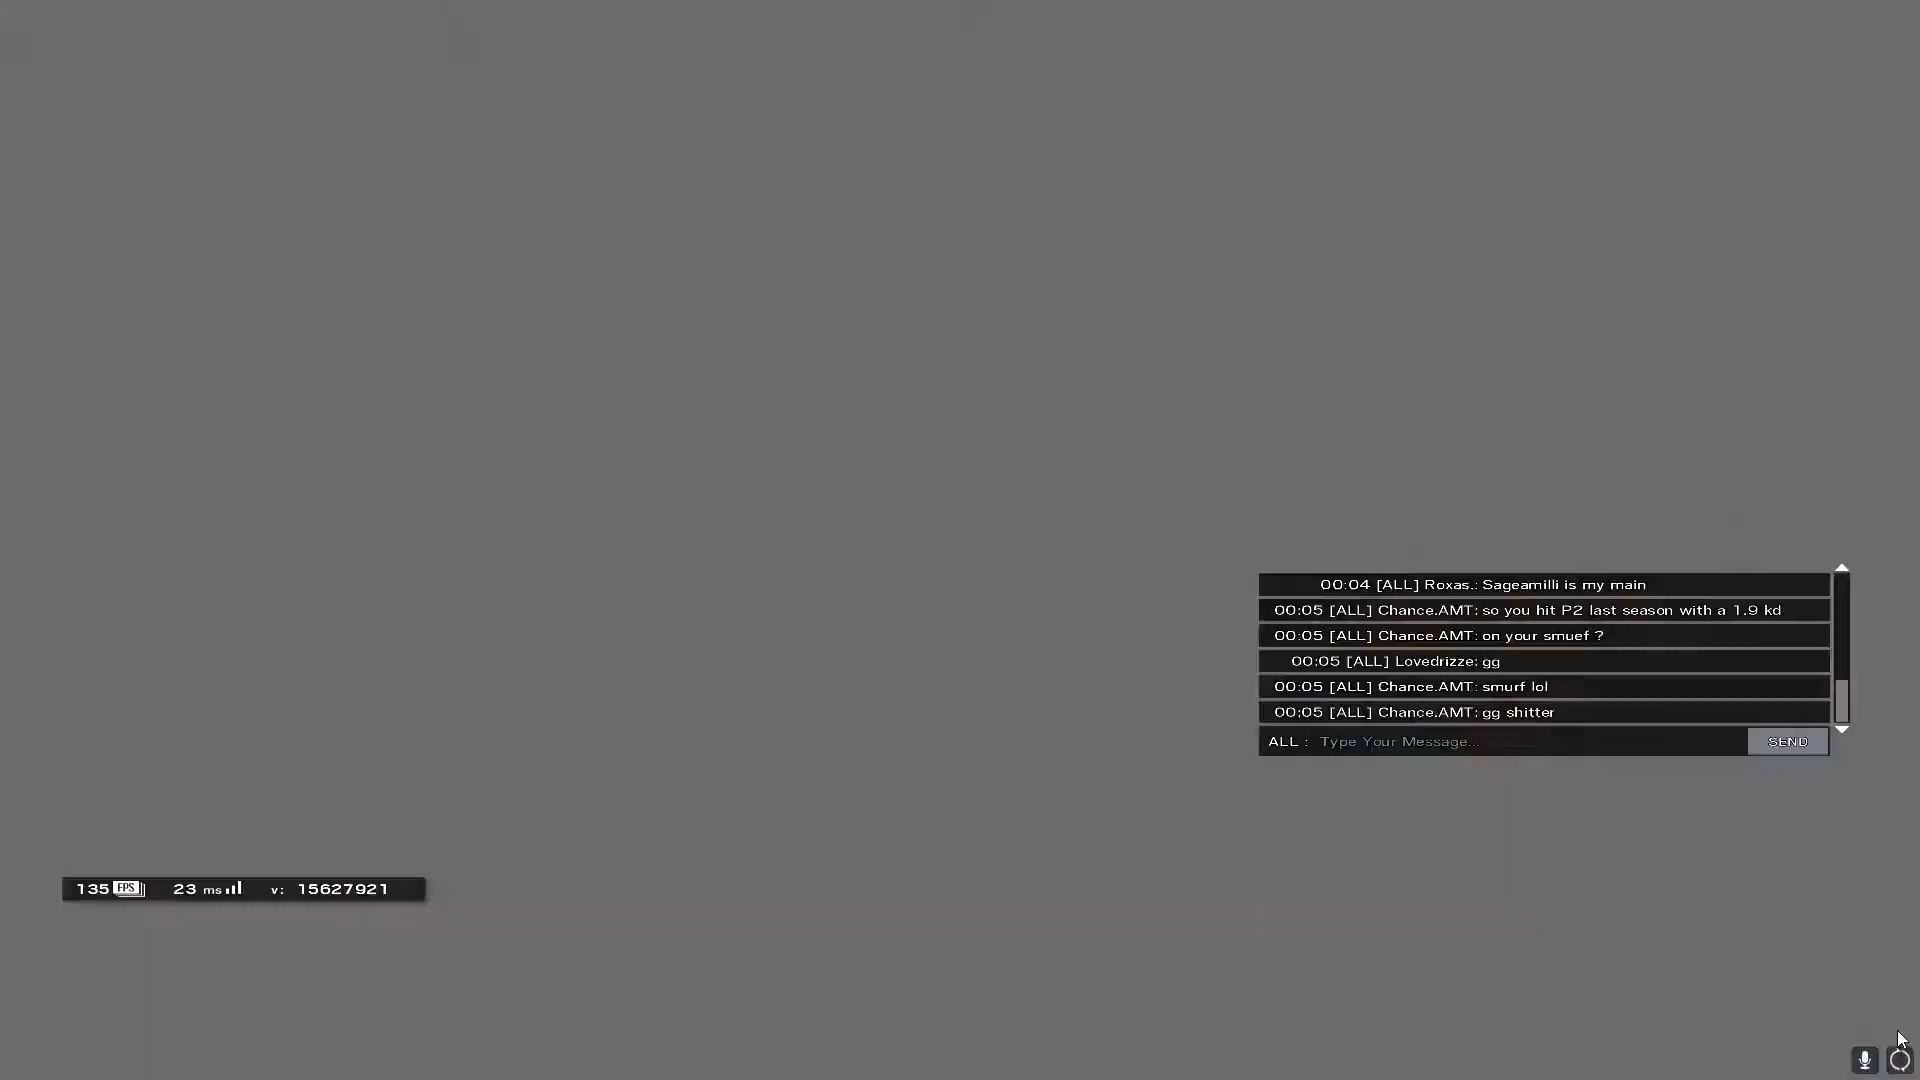 00:04 [ALL] Roxas.: Sageamilli is my main
00:05 [ALL] Chance.AMT: so you hit P2 last season with a 1.9 kd
00:05 [ALL] Chance.AMT: on your smuef ?
00:05 [ALL] Lovedrizze: gg
00:05 [ALL] Chance.AMT: smurf lol
00:05 [ALL] Chance.AMT: gg shitter
ALL : Type Your Message... SEND
135 FPS 23 ms v: 15627921